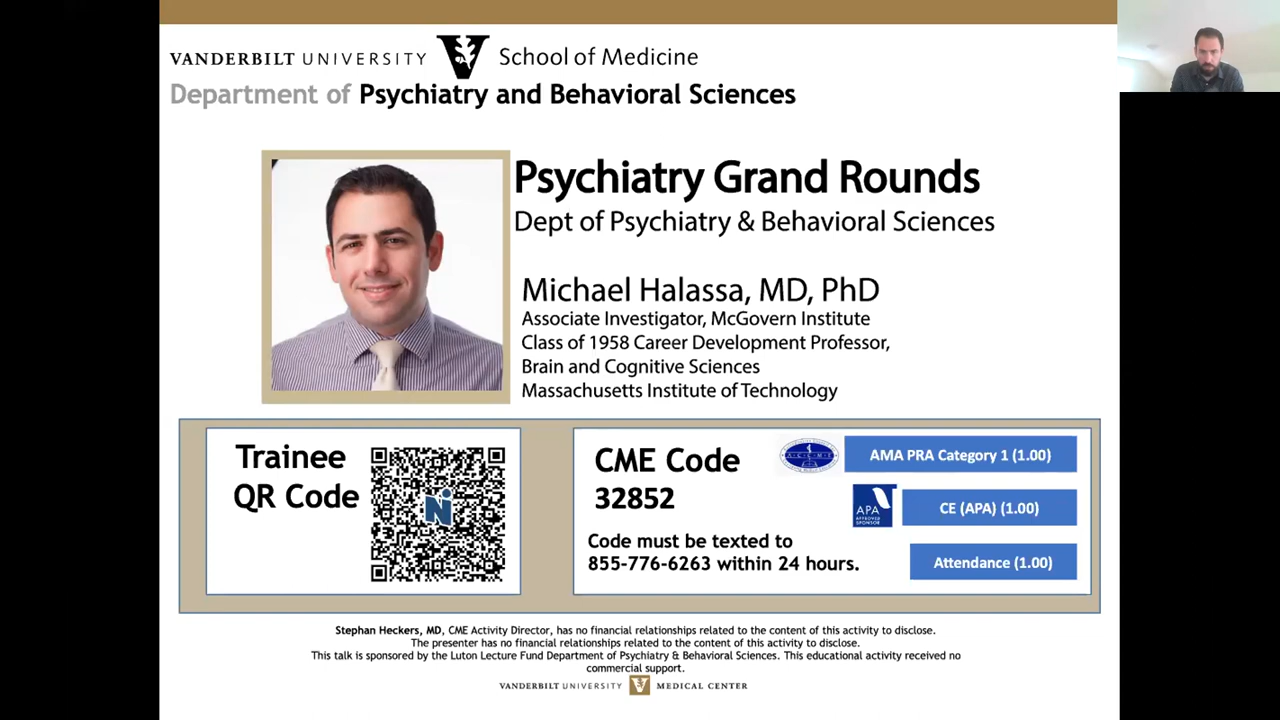 VANDERBILT UNIVERSITY V School of Medicine
Department of Psychiatry and Behavioral Sciences
Psychiatry Grand Rounds
Dept of Psychiatry & Behavioral Sciences
Michael Halassa, MD, PhD
Associate Investigator, McGovern Institute
Class of 1958 Career Development Professor,
Brain and Cognitive Sciences
Massachusetts Institute of Technology
Trainee
QR Code
N
CME Code
32852
Code must be texted to
855-776-6263 within 24 hours.
AMA PRA Category 1 (1.00)
APA
APPROVED
SPONSOR
CE (APA) (1.00)
Attendance (1.00)
Stephan Heckers, MD, CME Activity Director, has no financial relationships related to the content of this activity to disclose.
The presenter has no financial relationships related to the content of this activity to disclose.
This talk is sponsored by the Luton Lecture Fund Department of Psychiatry & Behavioral Sciences. This educational activity received no
commercial support.
VANDERBILT UNIVERSITY V MEDICAL CENTER